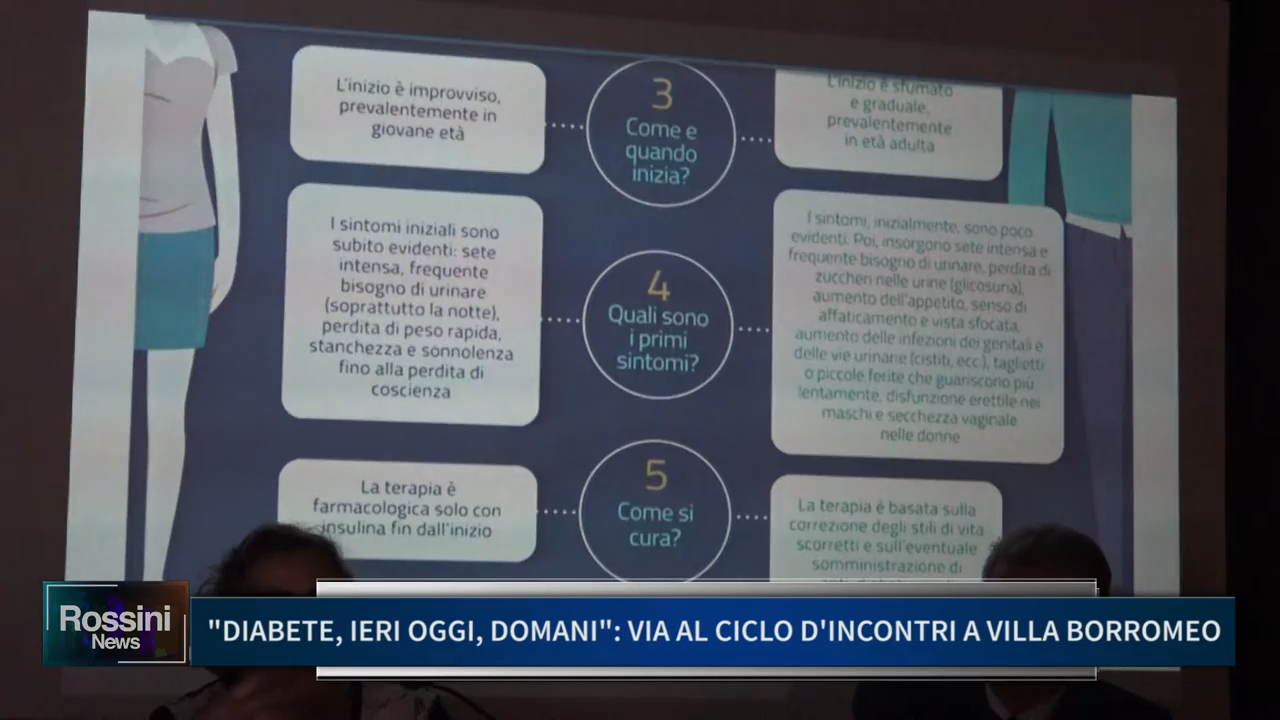 L'inizio è improvviso,
prevalentemente in
giovane età
3
Come e
quando
inizia?
L'inizio è sfumato
e graduale,
prevalentemente
in età adulta
I sintomi iniziali sono
subito evidenti: sete
intensa, frequente
bisogno di urinare
(soprattutto la notte),
perdita di peso rapida,
stanchezza e sonnolenza
fino alla perdita di
coscienza
4
Quali sono
i primi
sintomi?
I sintomi, inizialmente, sono poco
evidenti. Poi, insorgono sete intensa e
frequente bisogno di urinare, perdita di
zuccheri nelle urine (glicosuria),
aumento dell'appetito, senso di
affaticamento e vista sfocata,
aumento delle infezioni dei genitali e
delle vie urinarie (cistiti, ecc.), taglietti
o piccole ferite che guariscono più
lentamente, disfunzione erettile nei
maschi e secchezza vaginale
nelle donne
La terapia è
farmacologica solo con
insulina fin dall'inizio
5
Come si
cura?
La terapia è basata sulla
correzione degli stili di vita
scorretti e sull'eventuale
somministrazione di
Rossini
News
"DIABETE, IERI OGGI, DOMANI": VIA AL CICLO D'INCONTRI A VILLA BORROMEO